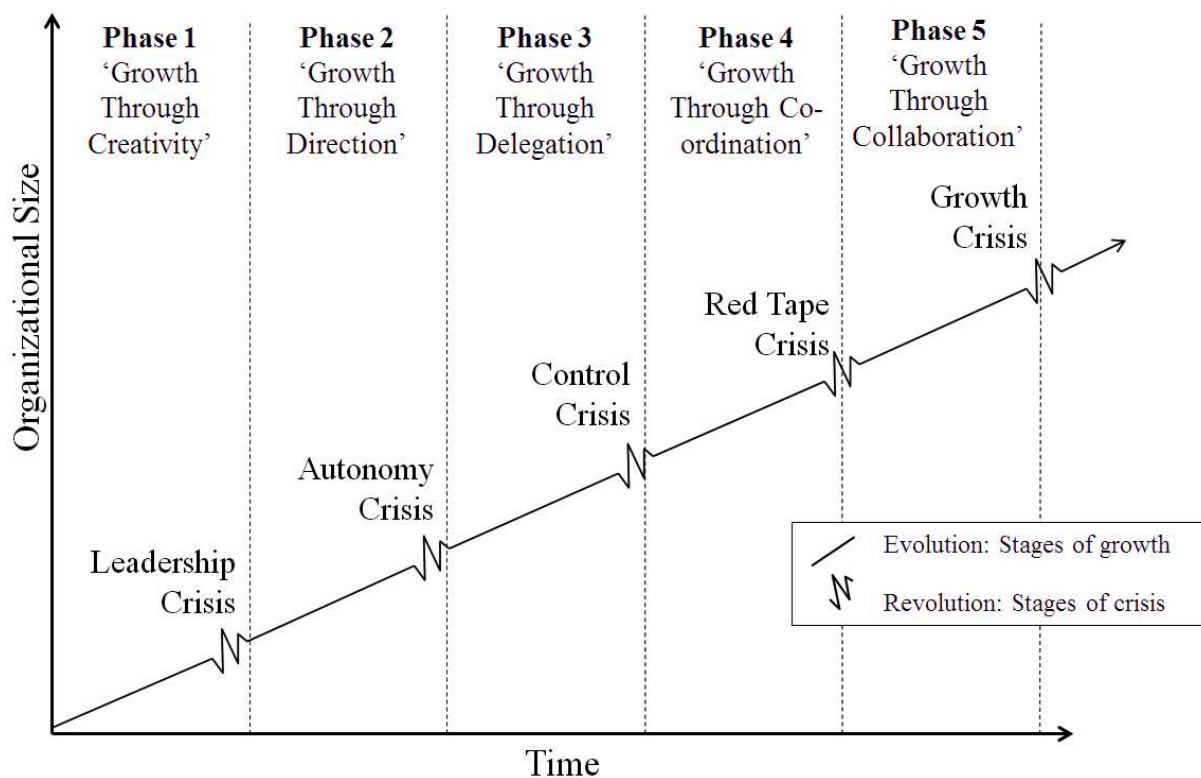 Phase 1
‘Growth
Through
Creativity’
Phase 2
‘Growth
Through
Direction’
Phase 3
‘Growth
Through
Delegation’
Phase 4
‘Growth
Through Co-
ordination’
Phase 5
‘Growth
Through
Collaboration’
Organizational Size
Growth
Crisis
Red Tape
Crisis
Control
Crisis
Autonomy
Crisis
Leadership
Crisis
Evolution: Stages of growth
Revolution: Stages of crisis
Time